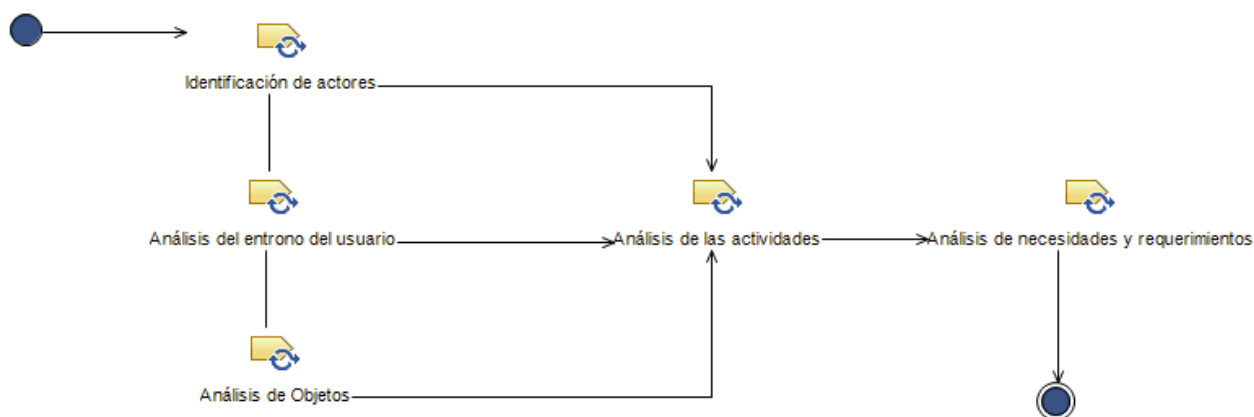 Identificación de actores
Análisis del entrono del usuario
Análisis de las actividades
Análisis de necesidades y requerimientos
Análisis de Objetos